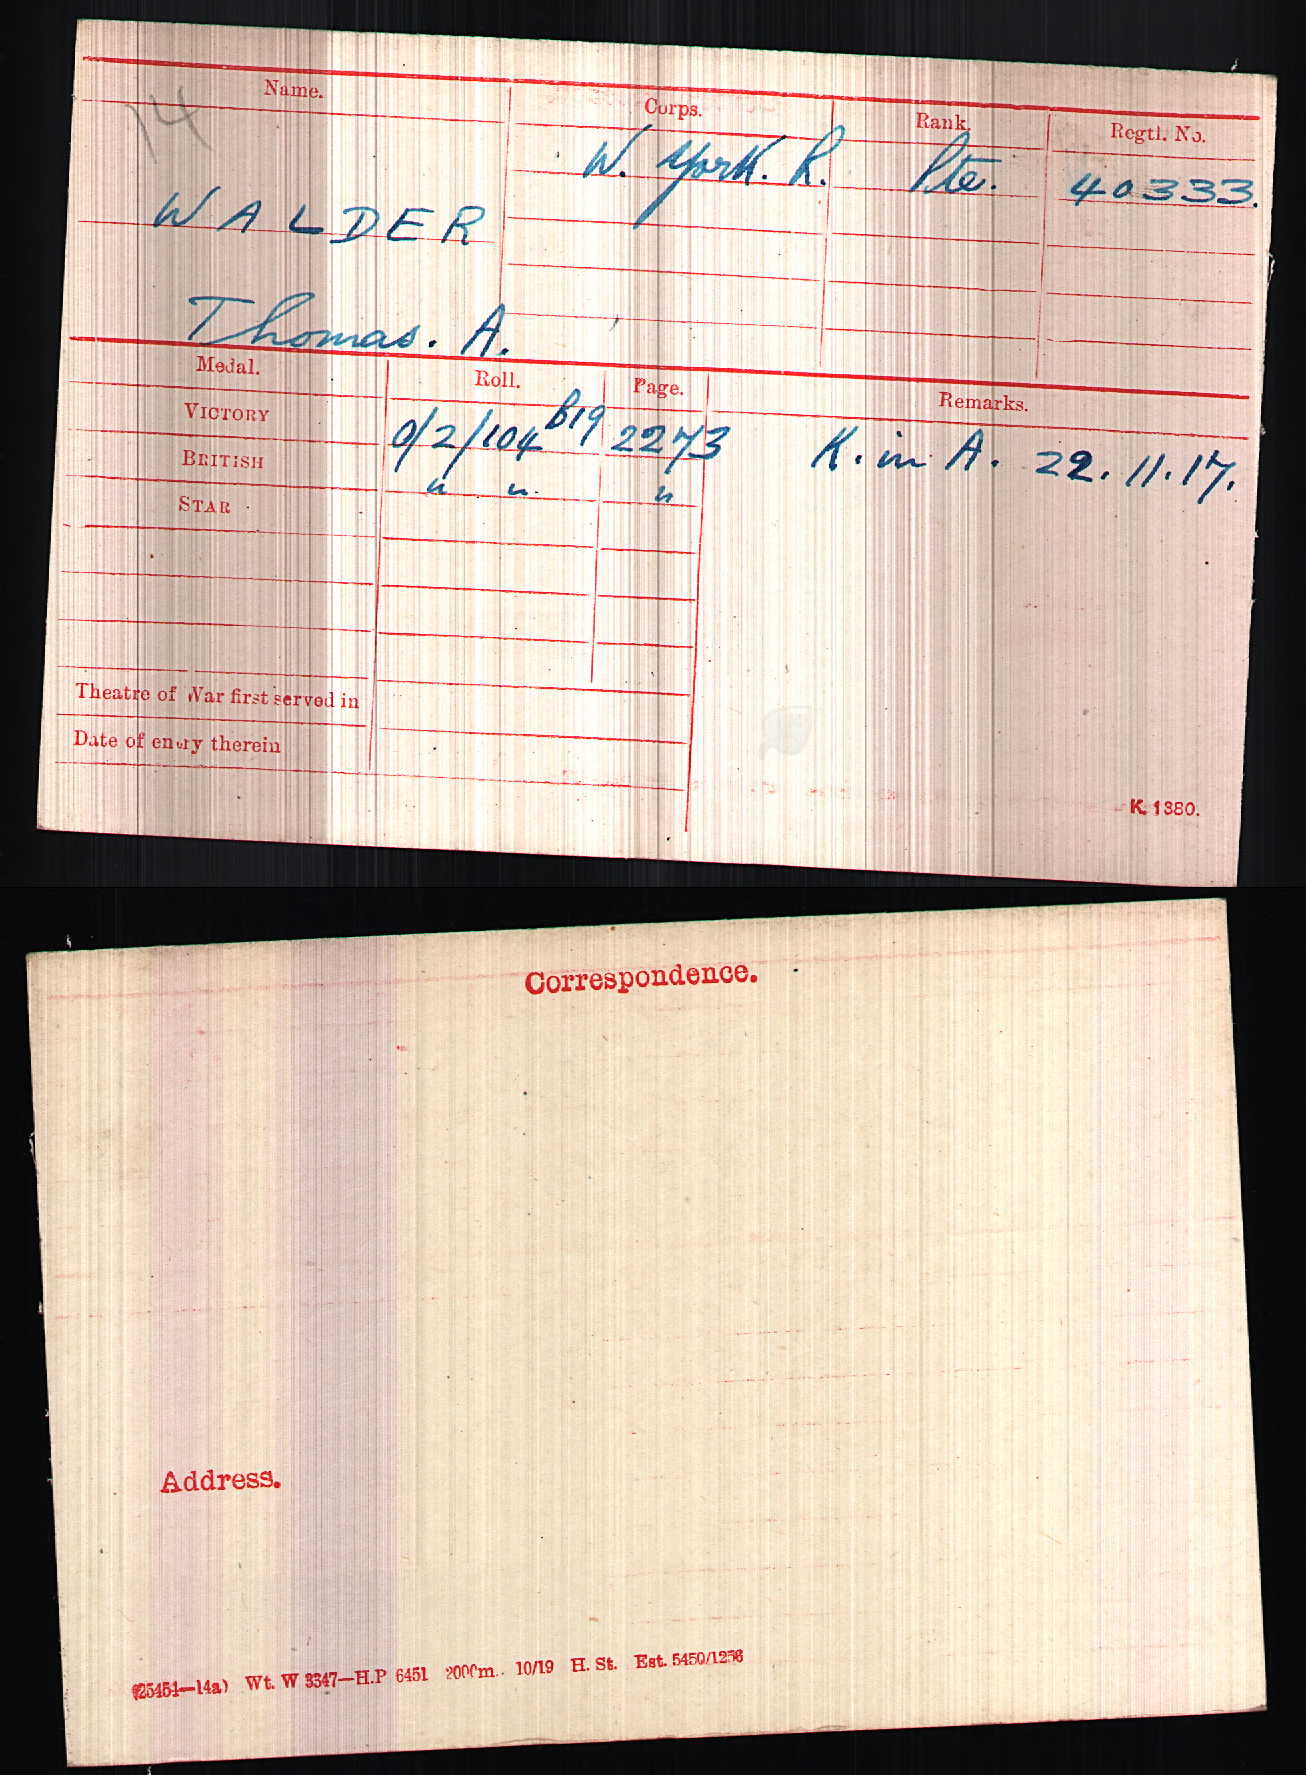 Name. Corps. Rank. Regtl. No.
14
W. York. R. Pte. 40333.
WALDER
Thomas. A.
Medal. Roll. Page. Remarks.
VICTORY 0/2/104 B19 2273 K. in A. 22.11.17.
BRITISH " " "
STAR
Theatre of War first served in
Date of entry therein
K. 1380.
Correspondence.
Address.
(25451—14a) Wt. W 3347—H.P 6451 2000m. 10/19 H. St. Est. 5450/1256